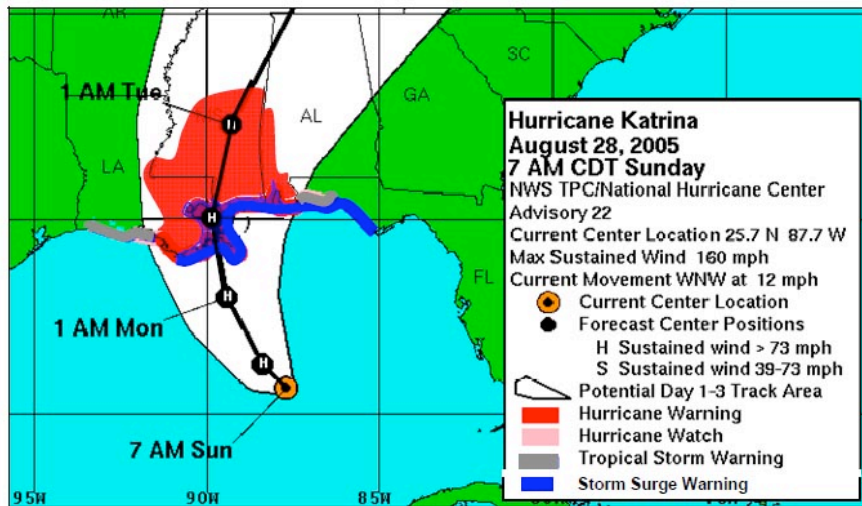 AR
SC
1 AM Tue
H
AL
GA
LA
H
FL
H
1 AM Mon
H
7 AM Sun
95W
90W
85W
Hurricane Katrina
August 28, 2005
7 AM CDT Sunday
NWS TPC/National Hurricane Center
Advisory 22
Current Center Location 25.7 N 87.7 W
Max Sustained Wind 160 mph
Current Movement WNW at 12 mph
Current Center Location
Forecast Center Positions
H Sustained wind > 73 mph
S Sustained wind 39-73 mph
Potential Day 1-3 Track Area
Hurricane Warning
Hurricane Watch
Tropical Storm Warning
Storm Surge Warning